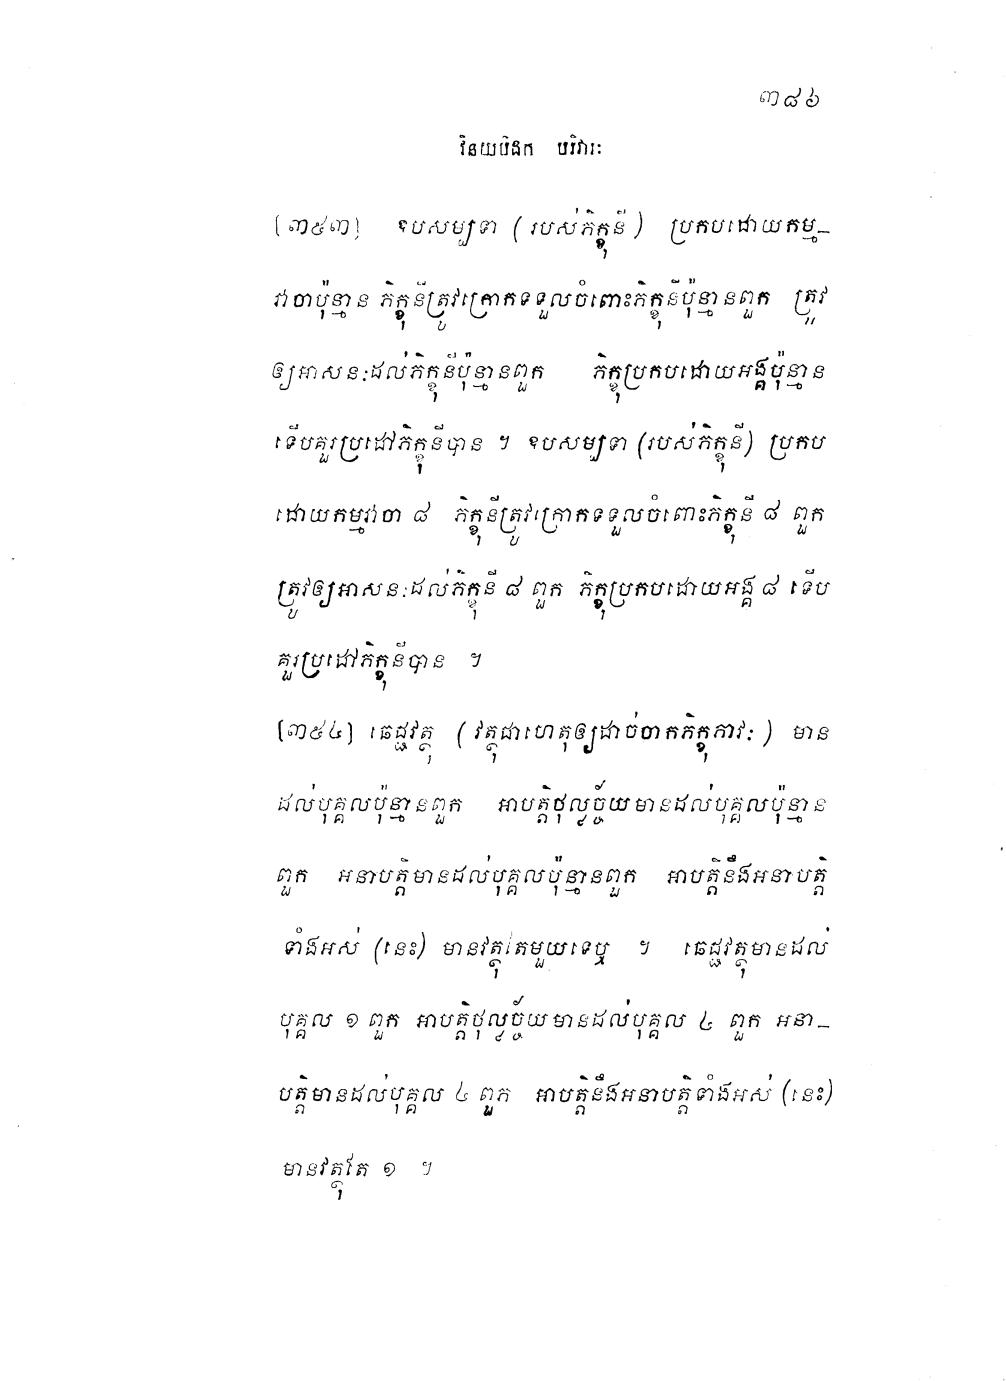 ៣៨៦
វិនយបិដក បរិវារៈ
[៣៥៣] ឧបសម្បទា (របស់ភិក្ខុនី) ប្រកបដោយកម្ម-
វាចាប៉ុន្មាន ភិក្ខុនីត្រូវក្រោកទទួលចំពោះភិក្ខុនីប៉ុន្មានពួក ត្រូវ
ឲ្យអាសនៈដល់ភិក្ខុនីប៉ុន្មានពួក ភិក្ខុប្រកបដោយអង្គប៉ុន្មាន
ទើបគួរប្រដៅភិក្ខុនីបាន ។ ឧបសម្បទា (របស់ភិក្ខុនី) ប្រកប
ដោយកម្មវាចា ៨ ភិក្ខុនីត្រូវក្រោកទទួលចំពោះភិក្ខុនី ៨ ពួក
ត្រូវឲ្យអាសនៈដល់ភិក្ខុនី ៨ ពួក ភិក្ខុប្រកបដោយអង្គ ៨ ទើប
គួរប្រដៅភិក្ខុនីបាន ។
[៣៥៤] ឆេជ្ជវត្ថុ (វត្ថុជាហេតុឲ្យដាច់ចាកភិក្ខុភាវៈ) មាន
ដល់បុគ្គលប៉ុន្មានពួក អាបត្តិថុល្លច្ច័យមានដល់បុគ្គលប៉ុន្មាន
ពួក អនាបត្តិមានដល់បុគ្គលប៉ុន្មានពួក អាបត្តិនឹងអនាបត្តិ
ទាំងអស់ (នេះ) មានវត្ថុតែមួយទេឬ ។ ឆេជ្ជវត្ថុមានដល់
បុគ្គល ១ ពួក អាបត្តិថុល្លច្ច័យមានដល់បុគ្គល ៤ ពួក អនា-
បត្តិមានដល់បុគ្គល ៤ ពួក អាបត្តិនឹងអនាបត្តិទាំងអស់ (នេះ)
មានវត្ថុតែ ១ ។